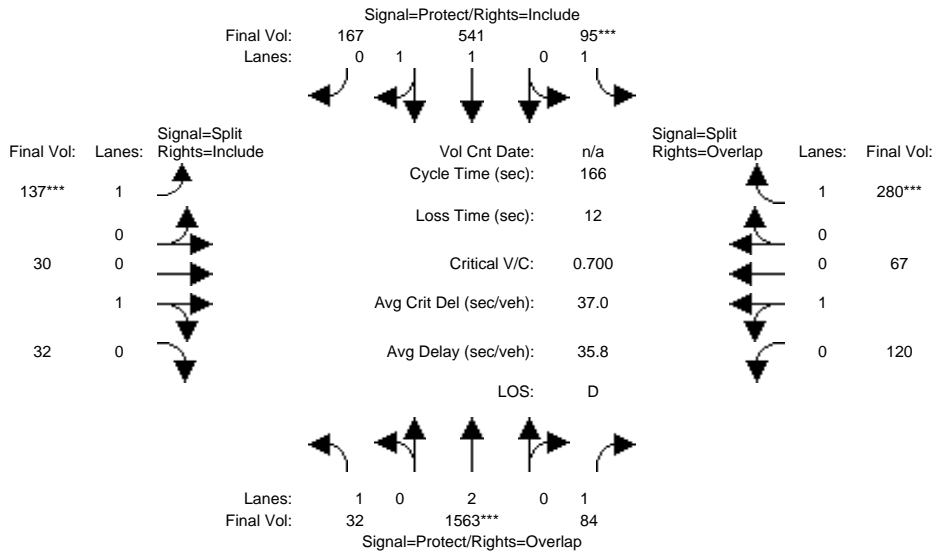 Signal=Protect/Rights=Include
Final Vol: 167 541 95***
Lanes: 0 1 1 0 1
Signal=Split Signal=Split
Final Vol: Lanes: Rights=Include Vol Cnt Date: n/a Rights=Overlap Lanes: Final Vol:
Cycle Time (sec): 166
137*** 1 1 280***
Loss Time (sec): 12
0 0
30 0 Critical V/C: 0.700 0 67
1 Avg Crit Del (sec/veh): 37.0 1
32 0 Avg Delay (sec/veh): 35.8 0 120
LOS: D
Lanes: 1 0 2 0 1
Final Vol: 32 1563*** 84
Signal=Protect/Rights=Overlap